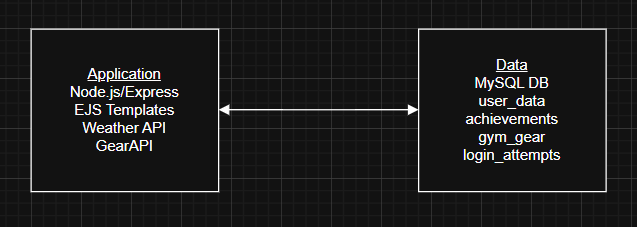 Application
Node.js/Express
EJS Templates
Weather API
GearAPI
Data
MySQL DB
user_data
achievements
gym_gear
login_attempts